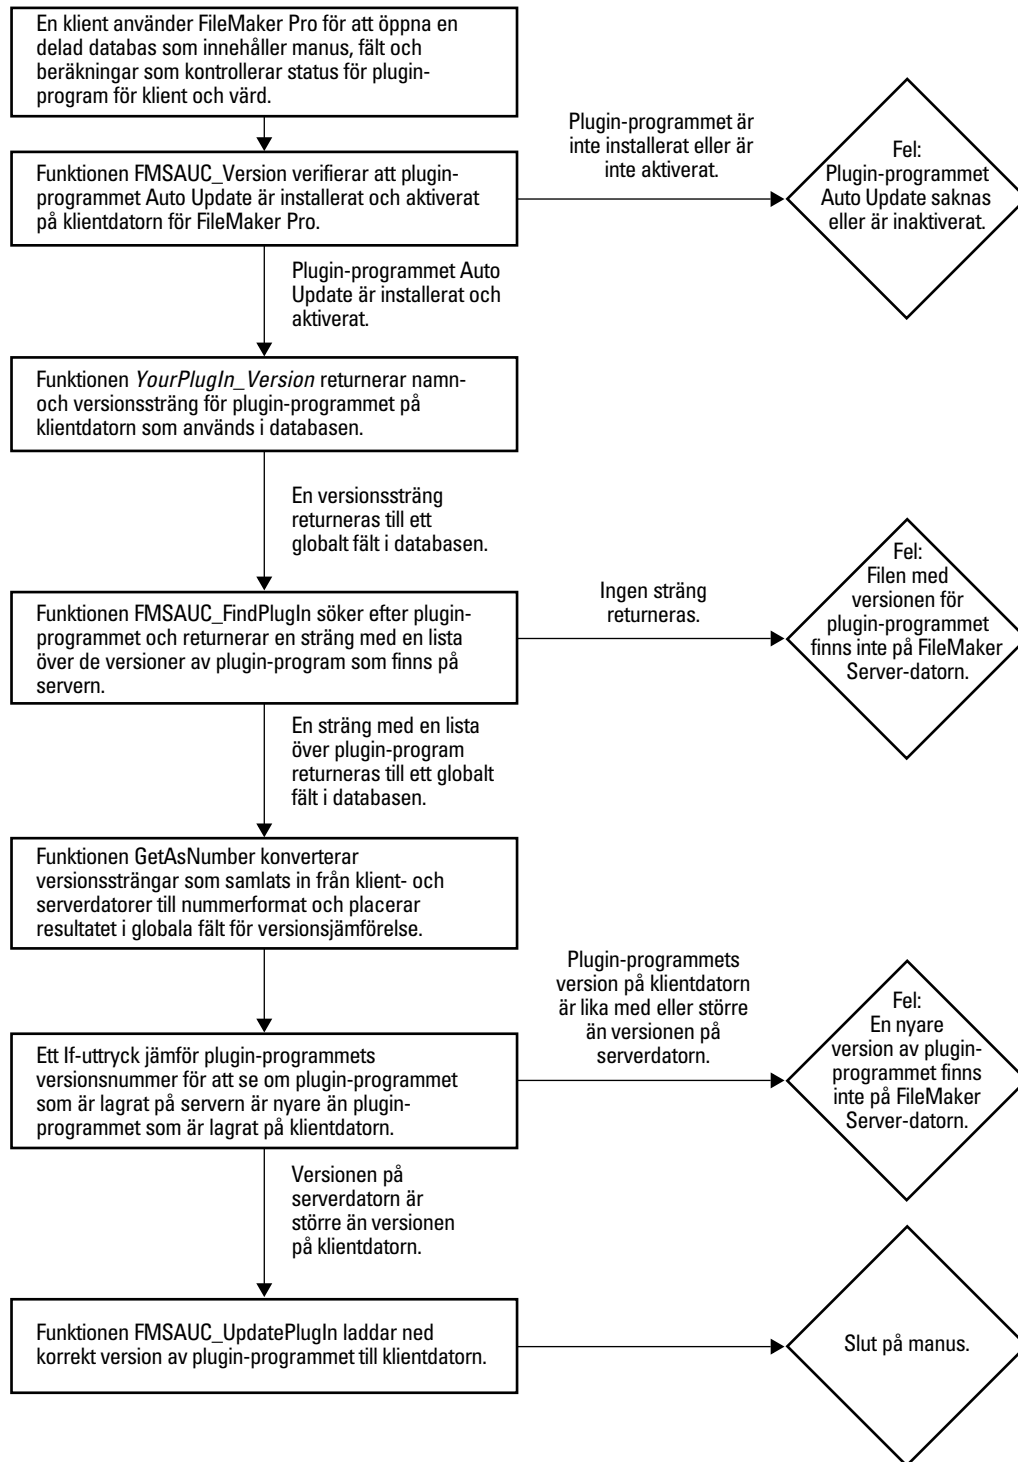 En klient använder FileMaker Pro för att öppna en
delad databas som innehåller manus, fält och
beräkningar som kontrollerar status för plugin-
program för klient och värd.
Plugin-programmet är
inte installerat eller är
inte aktiverat.
Fel:
Plugin-programmet
Auto Update saknas
eller är inaktiverat.
Funktionen FMSAUC_Version verifierar att plugin-
programmet Auto Update är installerat och aktiverat
på klientdatorn för FileMaker Pro.
Plugin-programmet Auto
Update är installerat och
aktiverat.
Funktionen YourPlugIn_Version returnerar namn-
och versionssträng för plugin-programmet på
klientdatorn som används i databasen.
En versionssträng
returneras till ett
globalt fält i databasen.
Funktionen FMSAUC_FindPlugIn söker efter plugin-
programmet och returnerar en sträng med en lista
över de versioner av plugin-program som finns på
servern.
Ingen sträng
returneras.
Fel:
Filen med
versionen för
plugin-programmet
finns inte på FileMaker
Server-datorn.
En sträng med en lista
över plugin-program
returneras till ett globalt
fält i databasen.
Funktionen GetAsNumber konverterar
versionssträngar som samlats in från klient- och
serverdatorer till nummerformat och placerar
resultatet i globala fält för versionsjämförelse.
Plugin-programmets
version på klientdatorn
är lika med eller större
än versionen på
serverdatorn.
Fel:
En nyare
version av plugin-
programmet finns
inte på FileMaker
Server-datorn.
Ett If-uttryck jämför plugin-programmets
versionsnummer för att se om plugin-programmet
som är lagrat på servern är nyare än plugin-
programmet som är lagrat på klientdatorn.
Versionen på
serverdatorn är
större än versionen
på klientdatorn.
Funktionen FMSAUC_UpdatePlugIn laddar ned
korrekt version av plugin-programmet till klientdatorn.
Slut på manus.